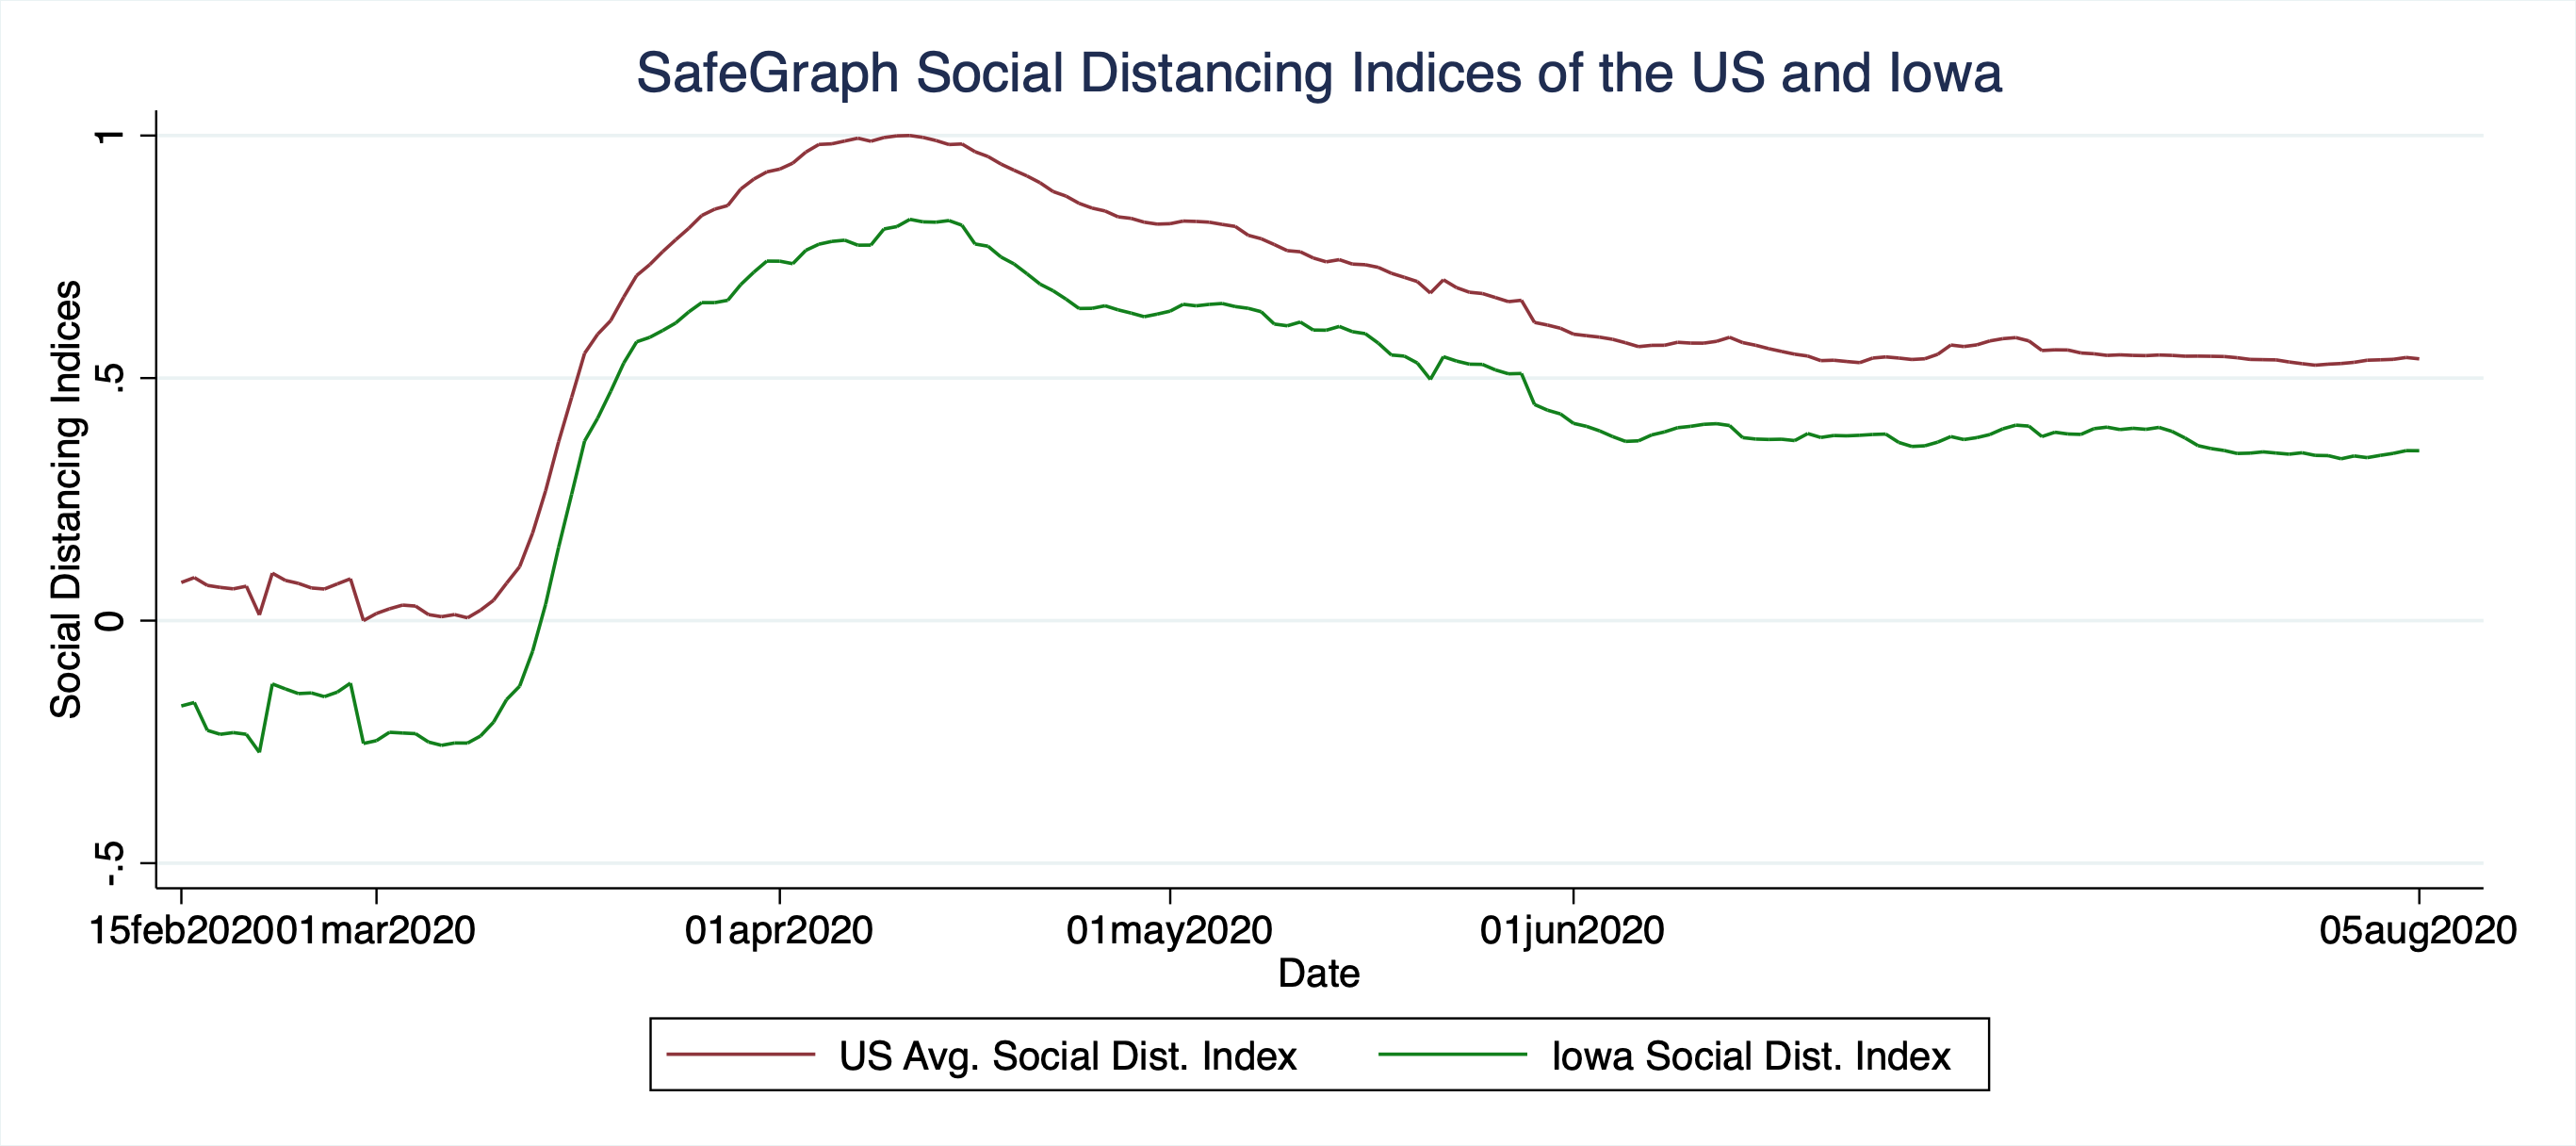 SafeGraph Social Distancing Indices of the US and Iowa
Social Distancing Indices
1
.5
0
-.5
15feb2020
01mar2020
01apr2020
01may2020
01jun2020
05aug2020
Date
US Avg. Social Dist. Index
Iowa Social Dist. Index